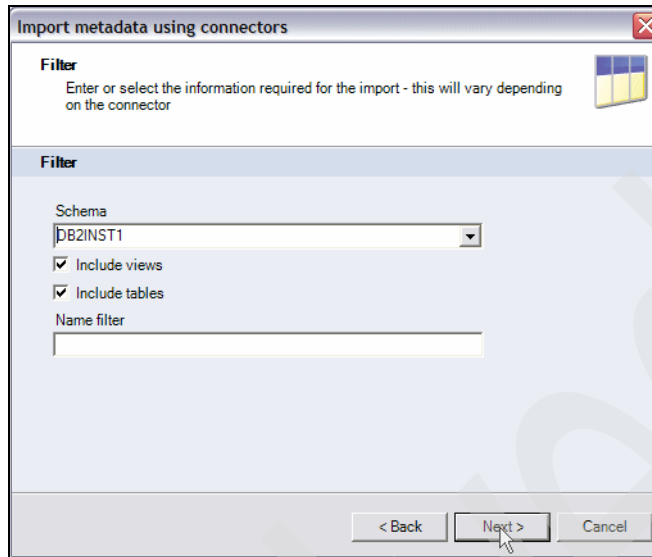 Import metadata using connectors
Filter
Enter or select the information required for the import - this will vary depending
on the connector
Filter
Schema
DB2INST1
Include views
Include tables
Name filter
< Back
Next >
Cancel